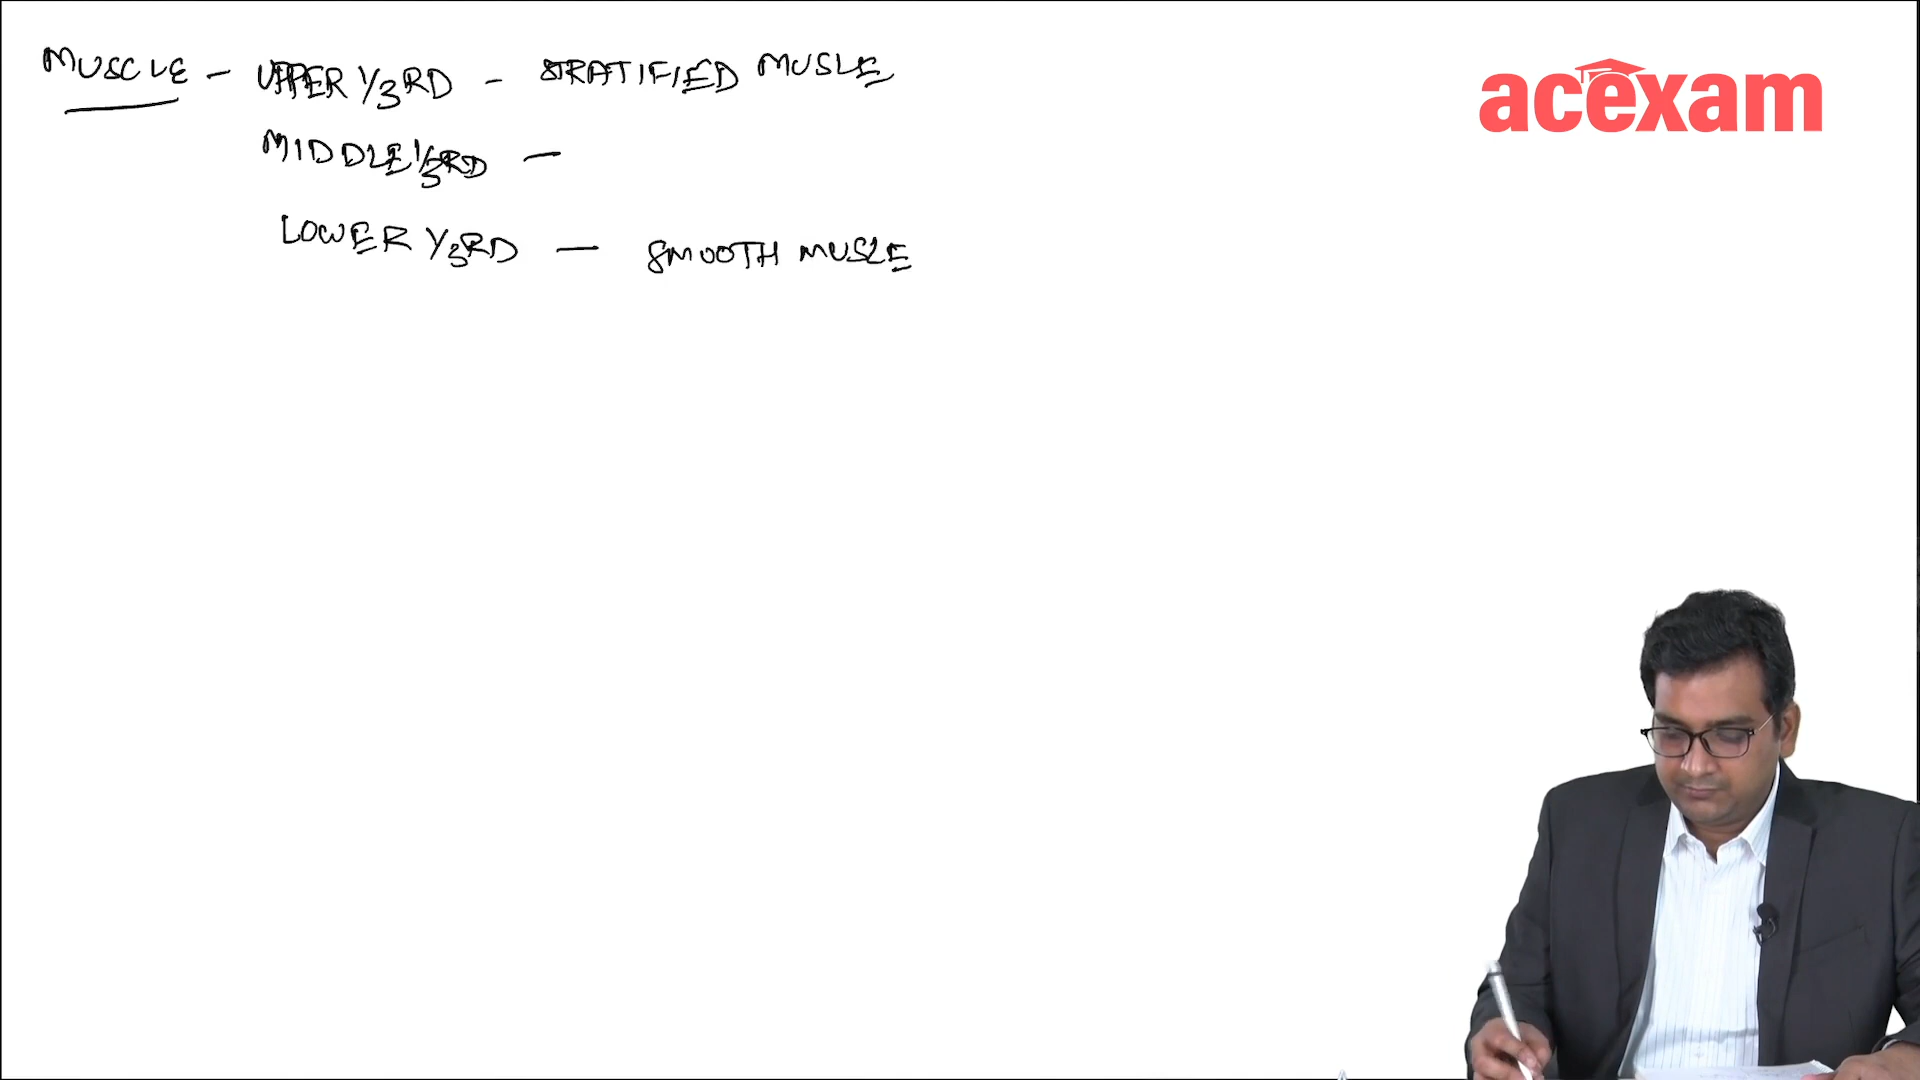 MUSCLE - UPPER 1/3RD - STRATIFIED MUSLE
MIDDLE 1/3RD -
LOWER 1/3RD - SMOOTH MUSLE
acexam